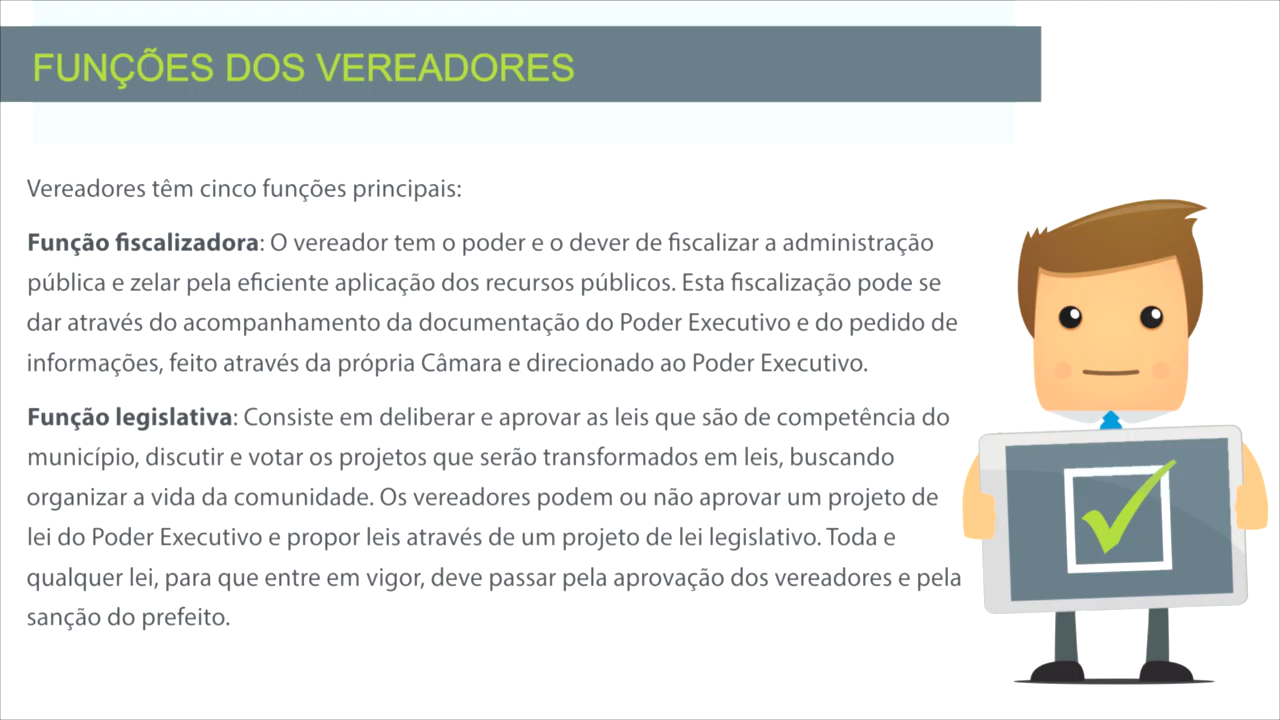 FUNÇÕES DOS VEREADORES
Vereadores têm cinco funções principais:
Função fiscalizadora: O vereador tem o poder e o dever de fiscalizar a administração
pública e zelar pela eficiente aplicação dos recursos públicos. Esta fiscalização pode se
dar através do acompanhamento da documentação do Poder Executivo e do pedido de
informações, feito através da própria Câmara e direcionado ao Poder Executivo.
Função legislativa: Consiste em deliberar e aprovar as leis que são de competência do
município, discutir e votar os projetos que serão transformados em leis, buscando
organizar a vida da comunidade. Os vereadores podem ou não aprovar um projeto de
lei do Poder Executivo e propor leis através de um projeto de lei legislativo. Toda e
qualquer lei, para que entre em vigor, deve passar pela aprovação dos vereadores e pela
sanção do prefeito.